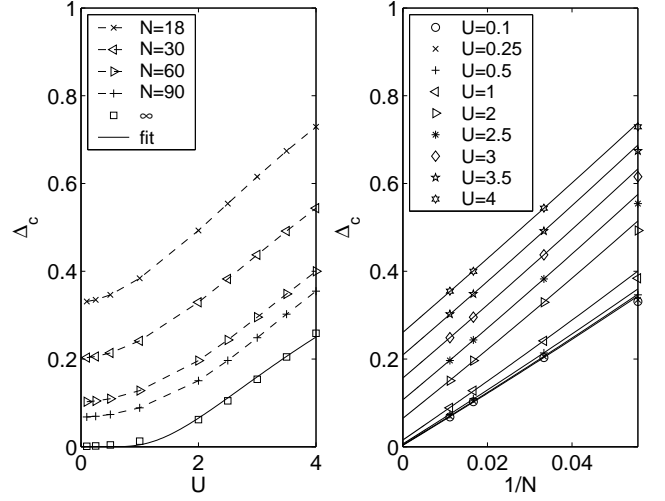 1
0.8
0.6
0.4
0.2
0
0
2
4
U
Δc
N=18
N=30
N=60
N=90
∞
fit
1
0.8
0.6
0.4
0.2
0
0
0.02
0.04
1/N
Δc
U=0.1
U=0.25
U=0.5
U=1
U=2
U=2.5
U=3
U=3.5
U=4